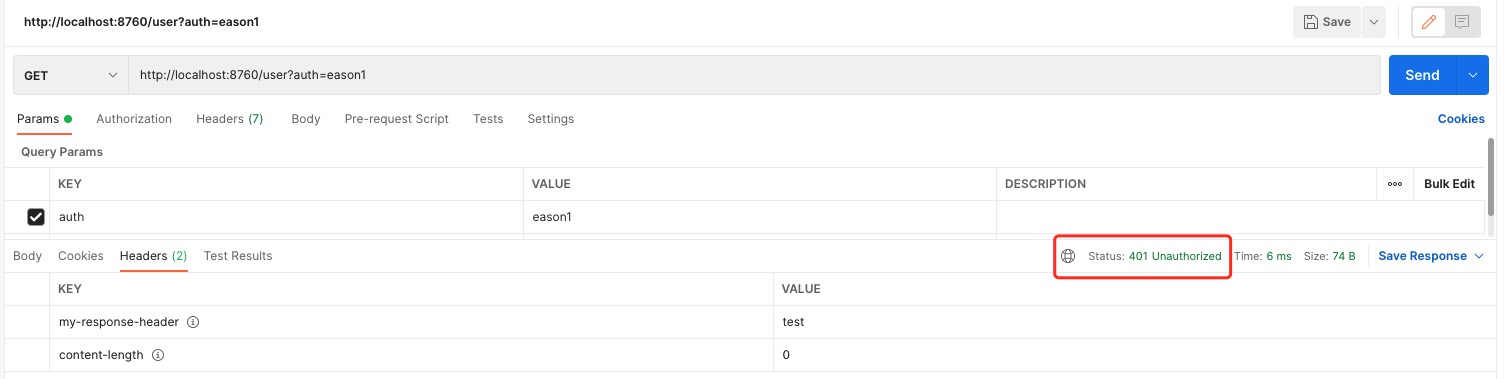 http://localhost:8760/user?auth=eason1 Save
GET http://localhost:8760/user?auth=eason1 Send
Params Authorization Headers (7) Body Pre-request Script Tests Settings Cookies
Query Params
KEY VALUE DESCRIPTION ooo Bulk Edit
auth eason1
Body Cookies Headers (2) Test Results Status: 401 Unauthorized Time: 6 ms Size: 74 B Save Response
KEY VALUE
my-response-header test
content-length 0